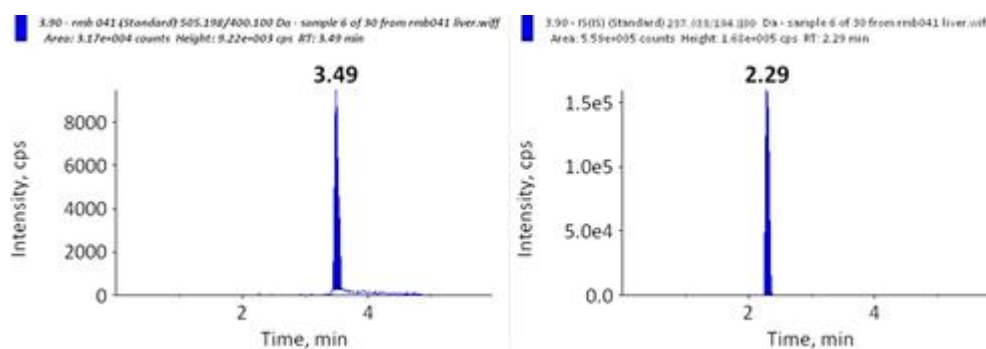 3.90 - rmb 041 (Standard) 505.198/400.100 Da - sample 6 of 30 from rmb041 liver.wiff
Area: 3.17e+004 counts Height: 9.22e+003 cps RT: 3.49 min
3.49
8000
6000
4000
2000
0
2
4
Intensity, cps
Time, min
3.90 - IS(IS) (Standard) Da - sample 6 of 30 from rmb041 liver.wiff
Area: 5.59e+005 counts Height: 1.60e+005 cps RT: 2.29 min
2.29
1.5e5
1.0e5
5.0e4
0.0
2
4
Intensity, cps
Time, min